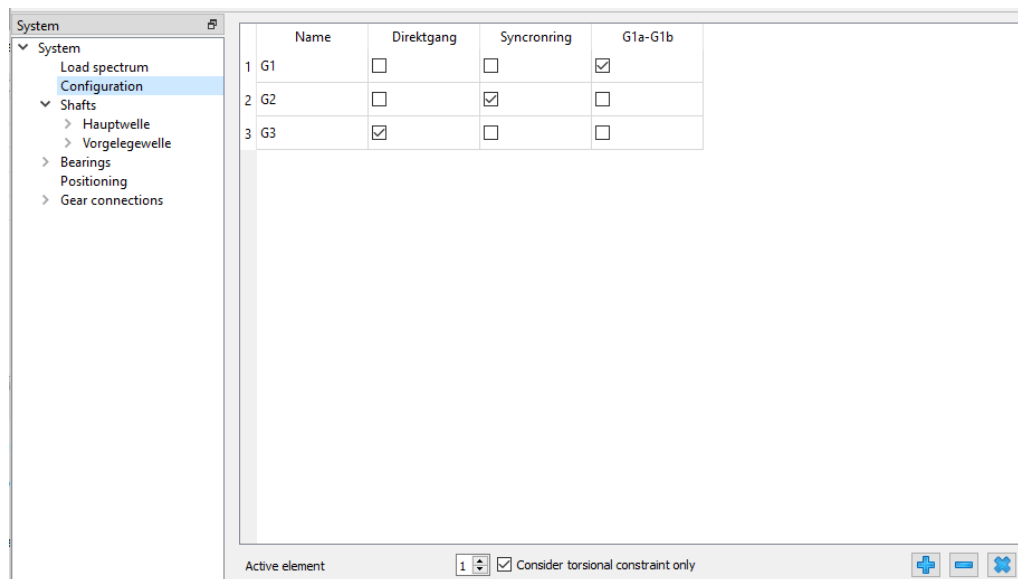 System
System
Load spectrum
Configuration
Shafts
Hauptwelle
Vorgelegewelle
Bearings
Positioning
Gear connections
Name Direktgang Syncronring G1a-G1b
1 G1
2 G2
3 G3
Active element 1 Consider torsional constraint only